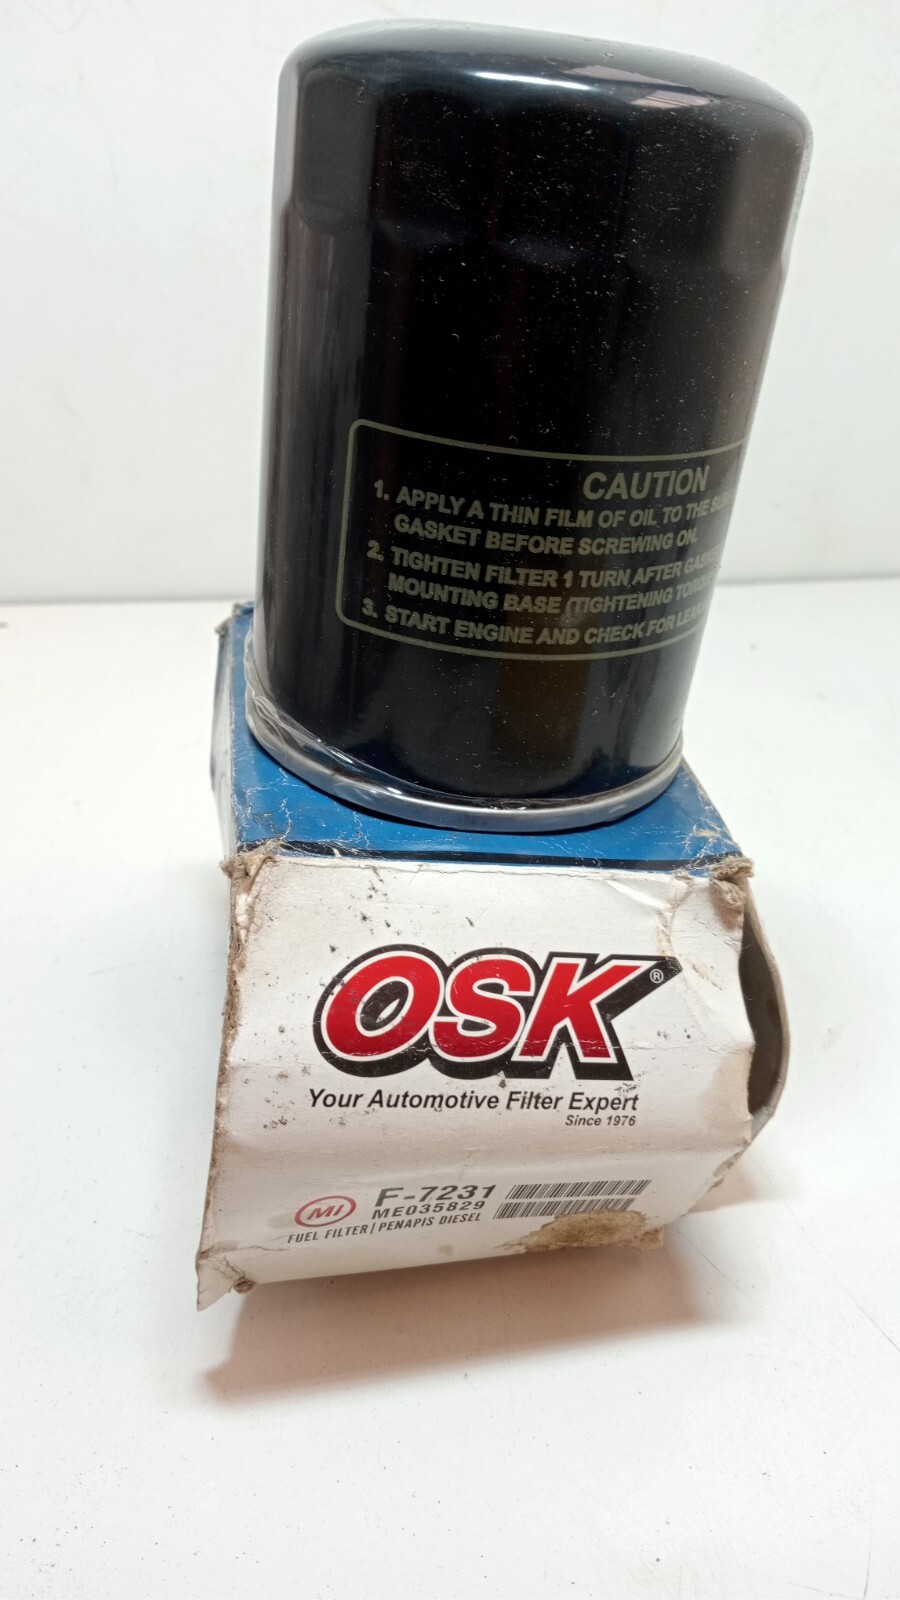 CAUTION
1. APPLY A THIN FILM OF OIL TO THE
GASKET BEFORE SCREWING ON.
2. TIGHTEN FILTER 1 TURN AFTER
MOUNTING BASE (TIGHTENING
3. START ENGINE AND CHECK FOR
OSK®
Your Automotive Filter Expert
Since 1976
MI
F-7231
ME035829
FUEL FILTER | PENAPIS DIESEL